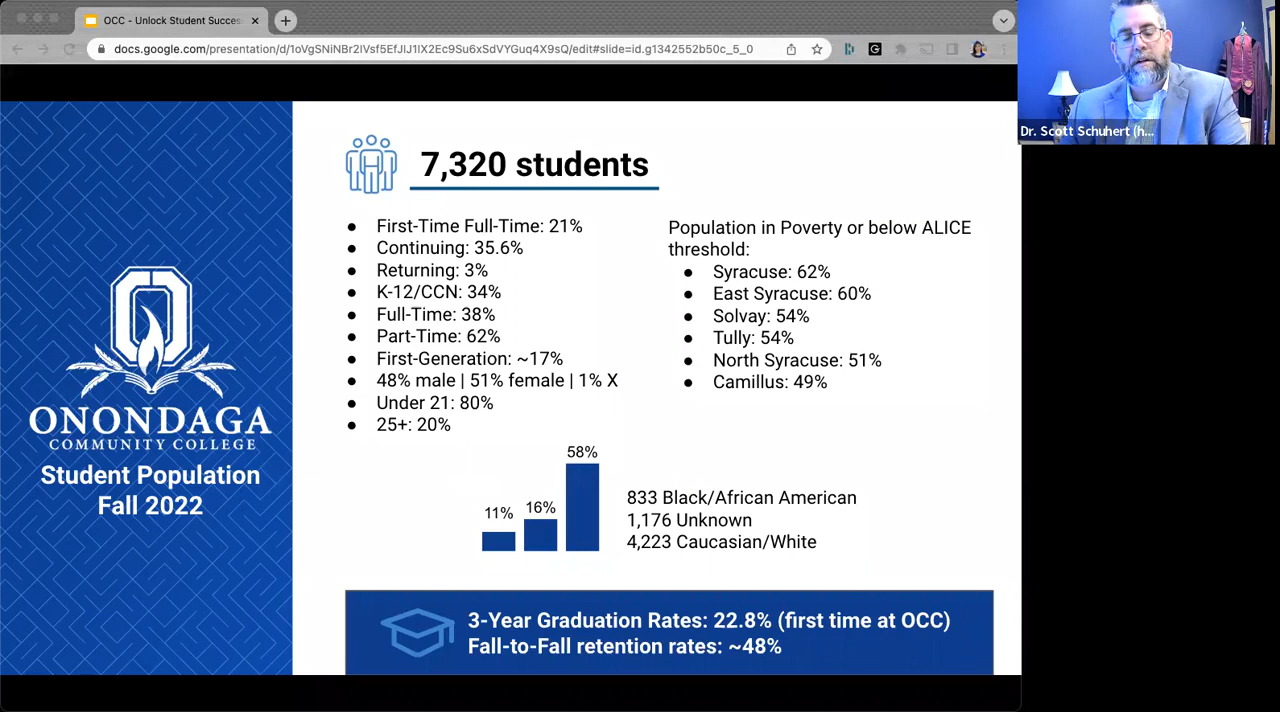 OCC - Unlock Student Succes
docs.google.com/presentation/d/1oVgSNiNBr2lVsf5EfJIJ1lX2Ec9Su6xSdVYGuq4X9sQ/edit#slide=id.g1342552b50c_5_0
Dr. Scott Schuhert (h...
7,320 students
First-Time Full-Time: 21%
Continuing: 35.6%
Returning: 3%
K-12/CCN: 34%
Full-Time: 38%
Part-Time: 62%
First-Generation: ~17%
48% male | 51% female | 1% X
Under 21: 80%
25+: 20%
Population in Poverty or below ALICE
threshold:
Syracuse: 62%
East Syracuse: 60%
Solvay: 54%
Tully: 54%
North Syracuse: 51%
Camillus: 49%
ONONDAGA
COMMUNITY COLLEGE
Student Population
Fall 2022
11%
16%
58%
833 Black/African American
1,176 Unknown
4,223 Caucasian/White
3-Year Graduation Rates: 22.8% (first time at OCC)
Fall-to-Fall retention rates: ~48%